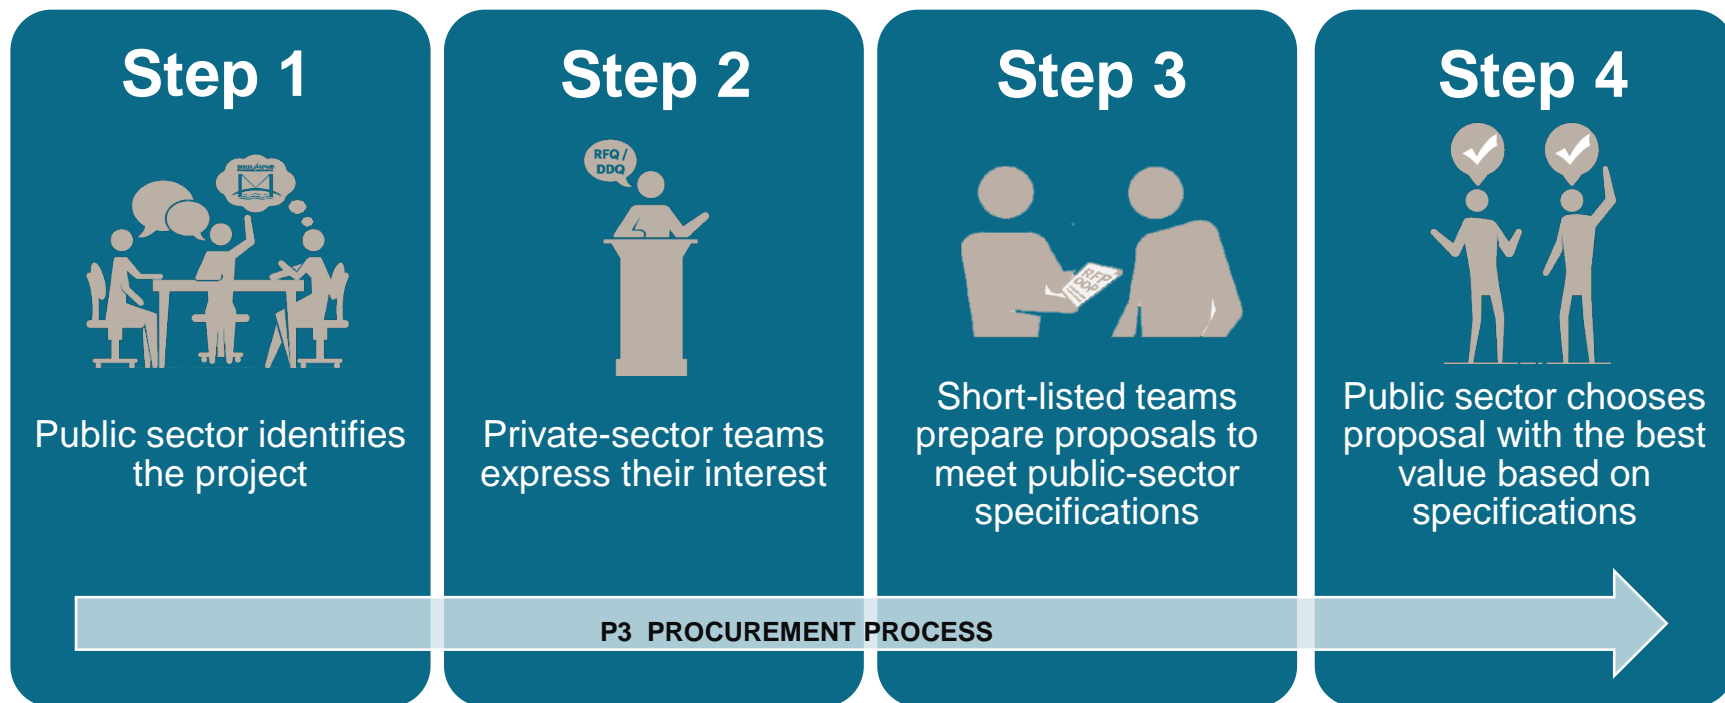 Step 1
Public sector identifies
the project
Step 2
RFQ /
DDQ
Private-sector teams
express their interest
Step 3
RFP
DDP
Short-listed teams
prepare proposals to
meet public-sector
specifications
Step 4
Public sector chooses
proposal with the best
value based on
specifications
P3 PROCUREMENT PROCESS